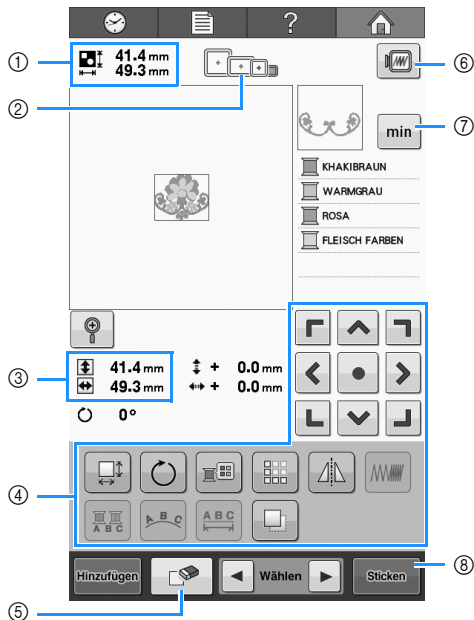 ?
① 41.4 mm
49.3 mm
②
⑥
⑦ min
KHAKIBRAUN
WARMGRAU
ROSA
FLEISCH FARBEN
③ 41.4 mm + 0.0 mm
49.3 mm + 0.0 mm
0°
④
A B C A B C A B C
Hinzufügen Wählen Sticken ⑧
⑤